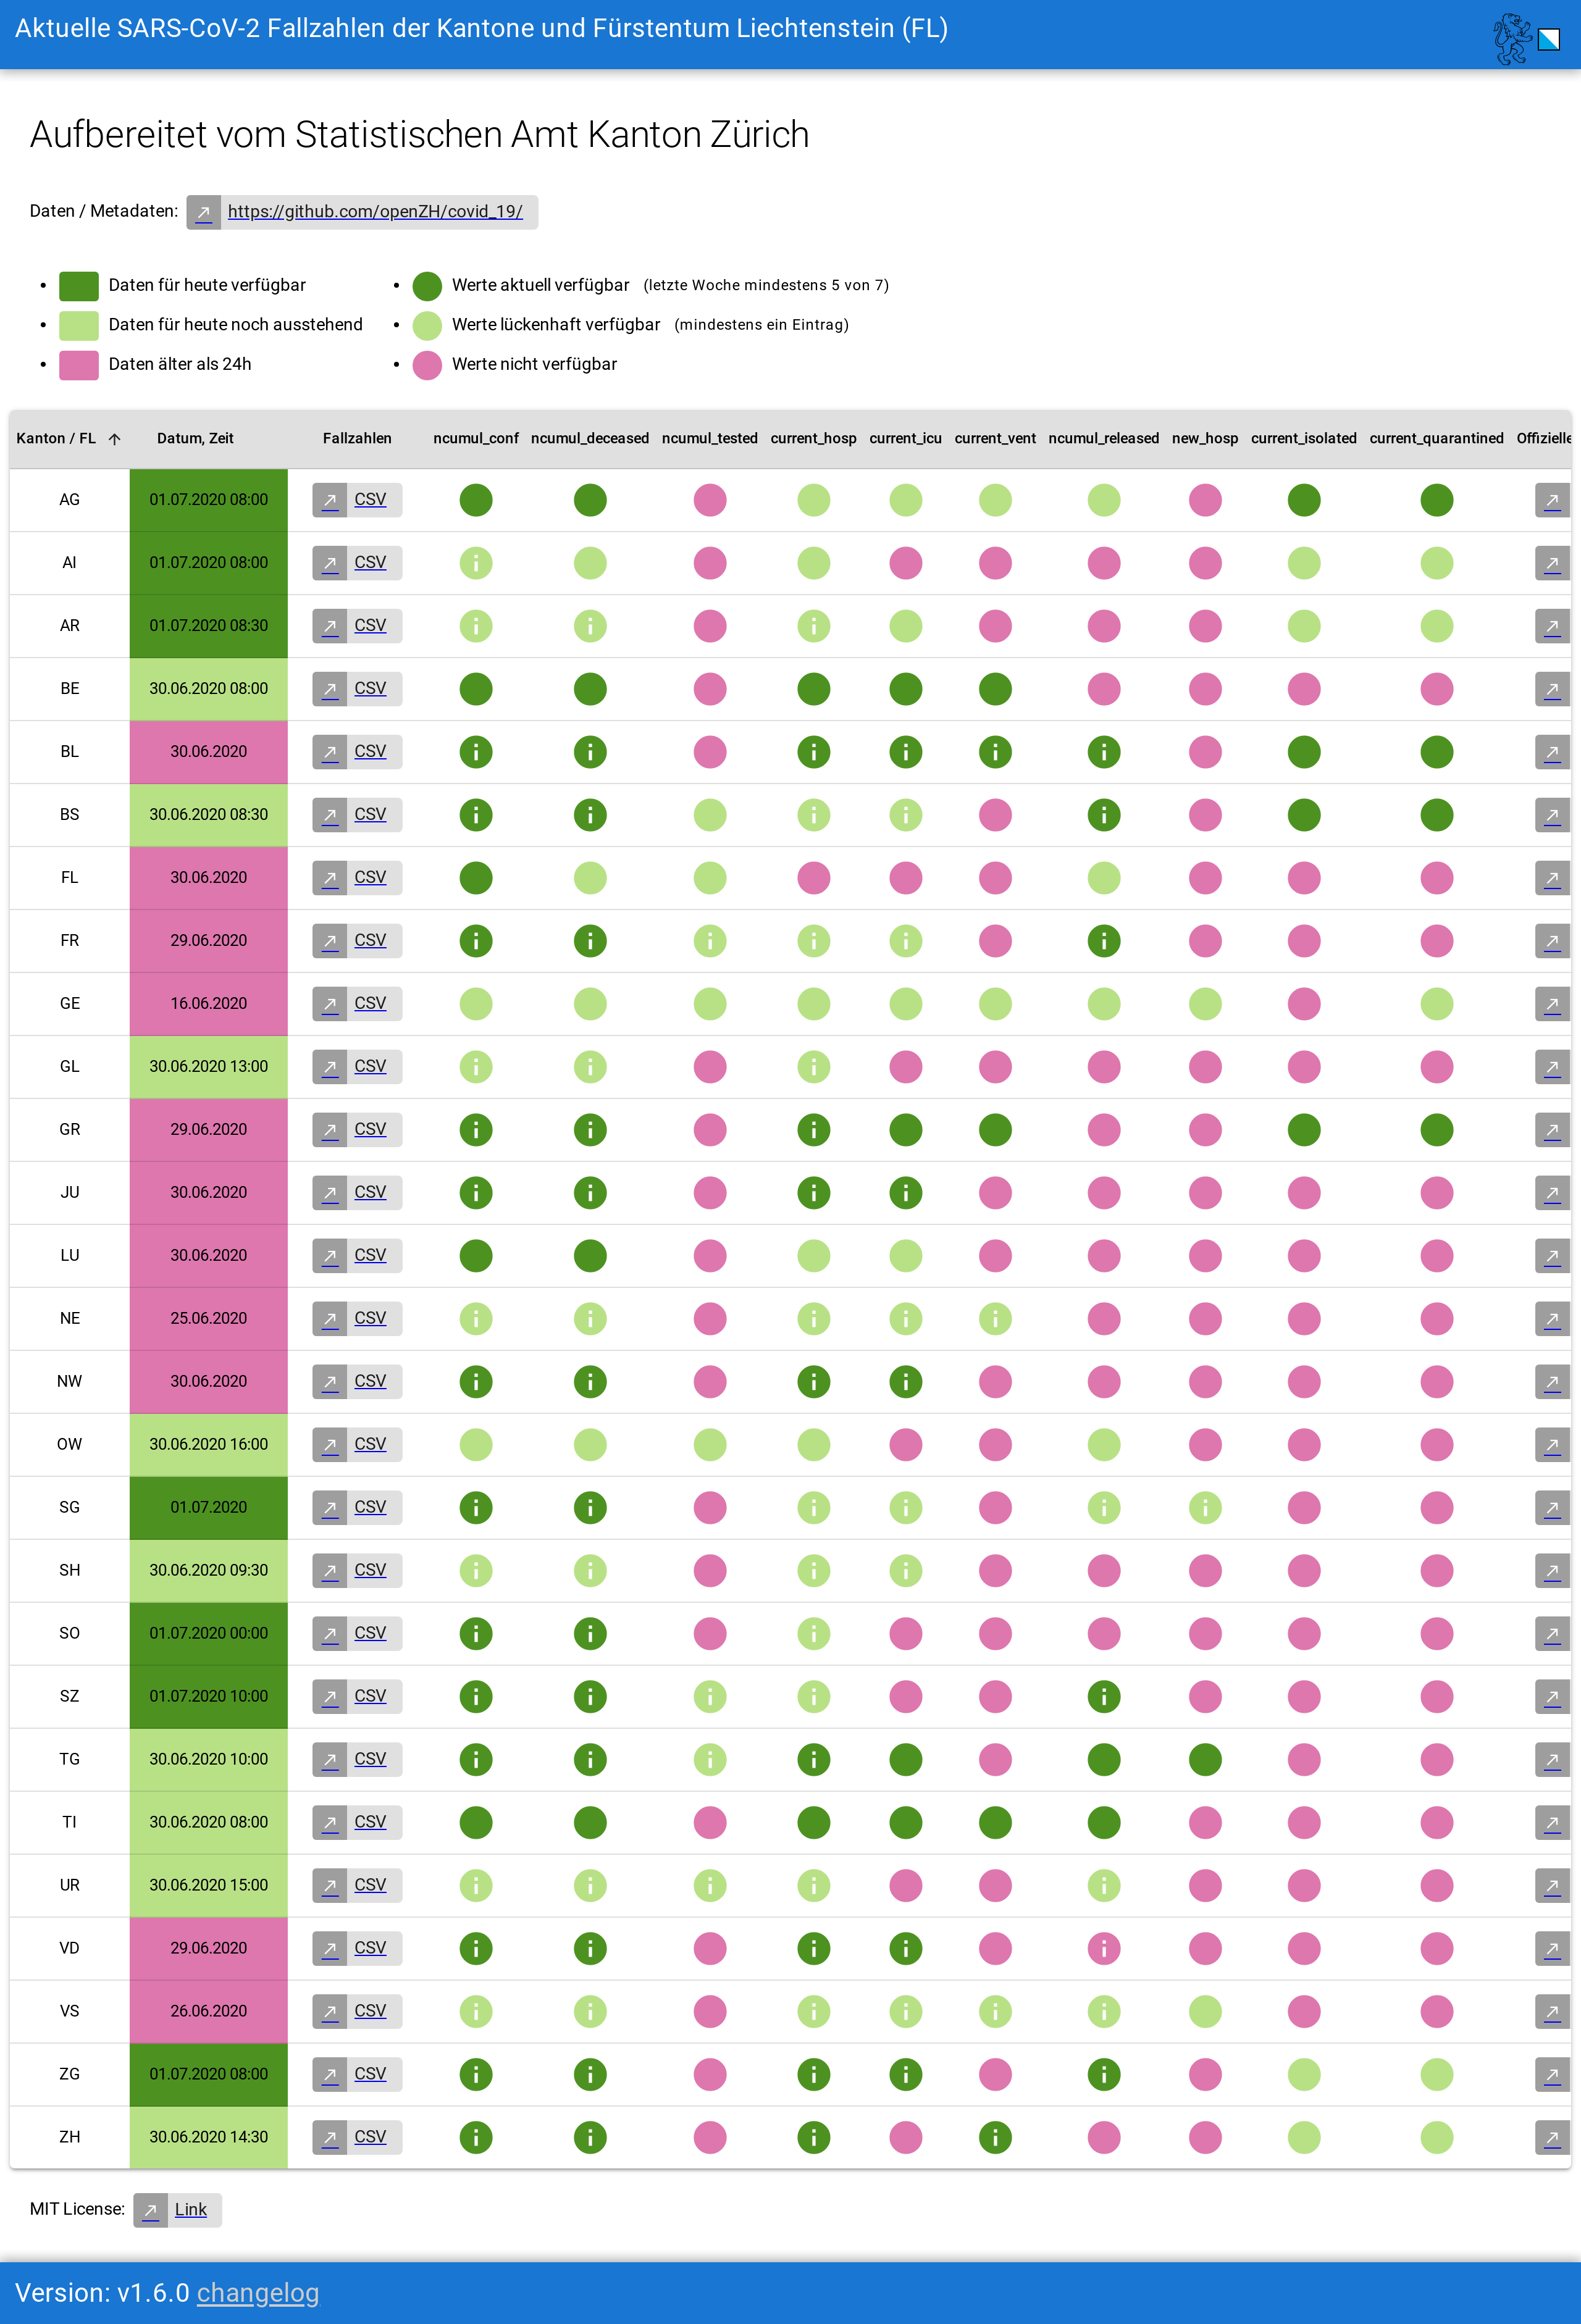 Aktuelle SARS-CoV-2 Fallzahlen der Kantone und Fürstentum Liechtenstein (FL)
Aufbereitet vom Statistischen Amt Kanton Zürich
Daten / Metadaten: https://github.com/openZH/covid_19/
Daten für heute verfügbar
Daten für heute noch ausstehend
Daten älter als 24h
Werte aktuell verfügbar (letzte Woche mindestens 5 von 7)
Werte lückenhaft verfügbar (mindestens ein Eintrag)
Werte nicht verfügbar
Kanton / FL Datum, Zeit Fallzahlen ncumul_conf ncumul_deceased ncumul_tested current_hosp current_icu current_vent ncumul_released new_hosp current_isolated current_quarantined Offizielle
AG 01.07.2020 08:00 CSV
AI 01.07.2020 08:00 CSV
AR 01.07.2020 08:30 CSV
BE 30.06.2020 08:00 CSV
BL 30.06.2020 CSV
BS 30.06.2020 08:30 CSV
FL 30.06.2020 CSV
FR 29.06.2020 CSV
GE 16.06.2020 CSV
GL 30.06.2020 13:00 CSV
GR 29.06.2020 CSV
JU 30.06.2020 CSV
LU 30.06.2020 CSV
NE 25.06.2020 CSV
NW 30.06.2020 CSV
OW 30.06.2020 16:00 CSV
SG 01.07.2020 CSV
SH 30.06.2020 09:30 CSV
SO 01.07.2020 00:00 CSV
SZ 01.07.2020 10:00 CSV
TG 30.06.2020 10:00 CSV
TI 30.06.2020 08:00 CSV
UR 30.06.2020 15:00 CSV
VD 29.06.2020 CSV
VS 26.06.2020 CSV
ZG 01.07.2020 08:00 CSV
ZH 30.06.2020 14:30 CSV
MIT License: Link
Version: v1.6.0 changelog